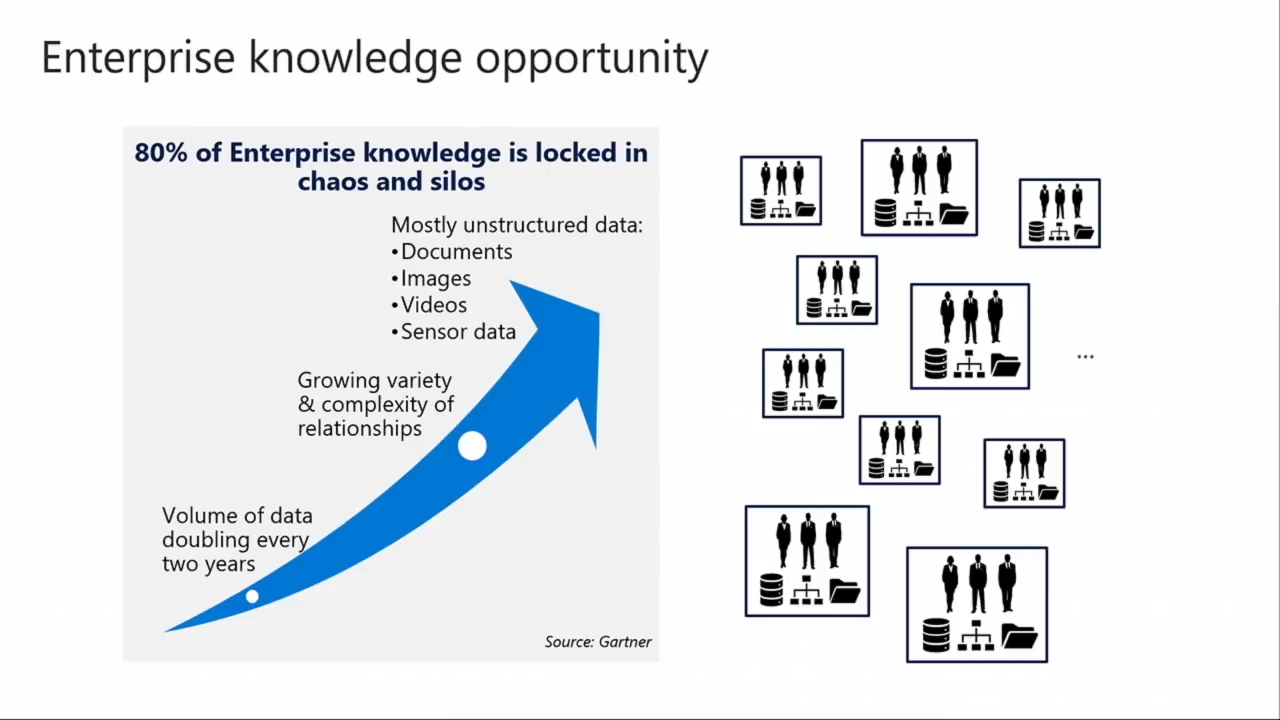 Enterprise knowledge opportunity
80% of Enterprise knowledge is locked in
chaos and silos
Mostly unstructured data:
•Documents
•Images
•Videos
•Sensor data
Growing variety
& complexity of
relationships
Volume of data
doubling every
two years
Source: Gartner
...